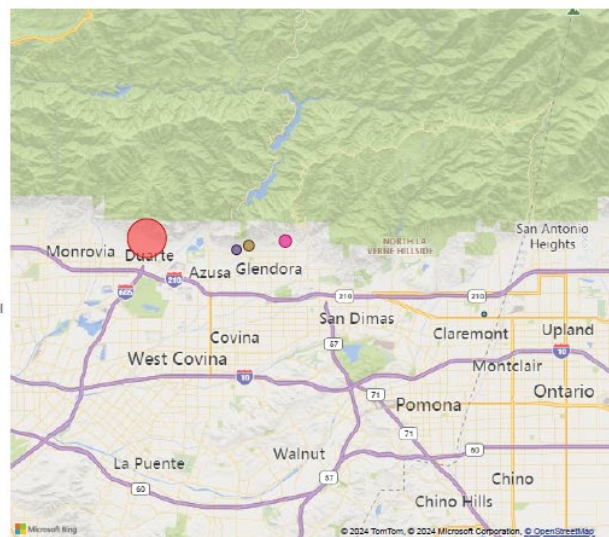 San Antonio
Heights
NORTH LA
VERNE HILLSIDE
Monrovia
Duarte
Azusa
Glendora
605
210
210
210
San Dimas
Claremont
Upland
Covina
57
10
West Covina
Montclair
10
71
Ontario
Pomona
71
Walnut
60
La Puente
57
60
Chino
Chino Hills
Microsoft Bing
© 2024 TomTom, © 2024 Microsoft Corporation, © OpenStreetMap